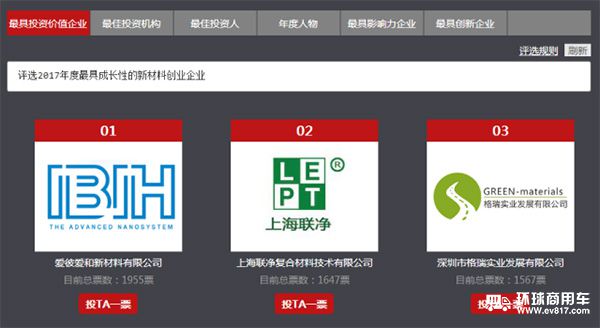 最具投资价值企业 最佳投资机构 最佳投资人 年度人物 最具影响力企业 最具创新企业
评选规则 刷新
评选2017年度最具成长性的新材料创业企业
01 02 03
IBIH
THE ADVANCED NANOSYSTEM
LEPT®
上海联净
GREEN-materials
格瑞实业发展有限公司
爱彼爱和新材料有限公司 上海联净复合材料技术有限公司 深圳市格瑞实业发展有限公司
目前总票数：1955票 目前总票数：1647票 目前总票数：1567票
投TA一票 投TA一票
环球商用车
www.ev817.com